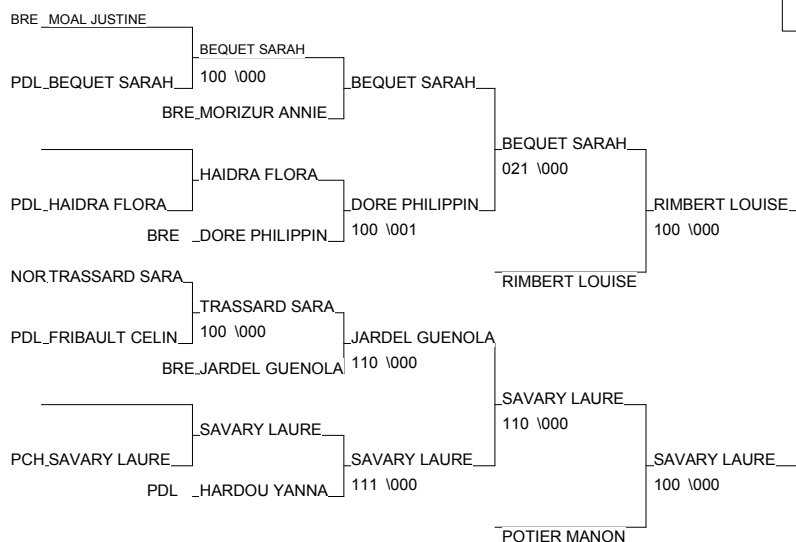 BRE MOAL JUSTINE
BEQUET SARAH
PDL BEQUET SARAH 100 \000 BEQUET SARAH
BRE MORIZUR ANNIE
BEQUET SARAH
021 \000
HAIDRA FLORA
PDL HAIDRA FLORA DORE PHILIPPIN RIMBERT LOUISE
100 \001 100 \000
BRE DORE PHILIPPIN
NOR TRASSARD SARA RIMBERT LOUISE
TRASSARD SARA
100 \000
PDL FRIBAULT CELIN JARDEL GUENOLA
BRE JARDEL GUENOLA 110 \000
SAVARY LAURE
110 \000
SAVARY LAURE
PCH SAVARY LAURE SAVARY LAURE SAVARY LAURE
111 \000 100 \000
PDL HARDOU YANNA
POTIER MANON